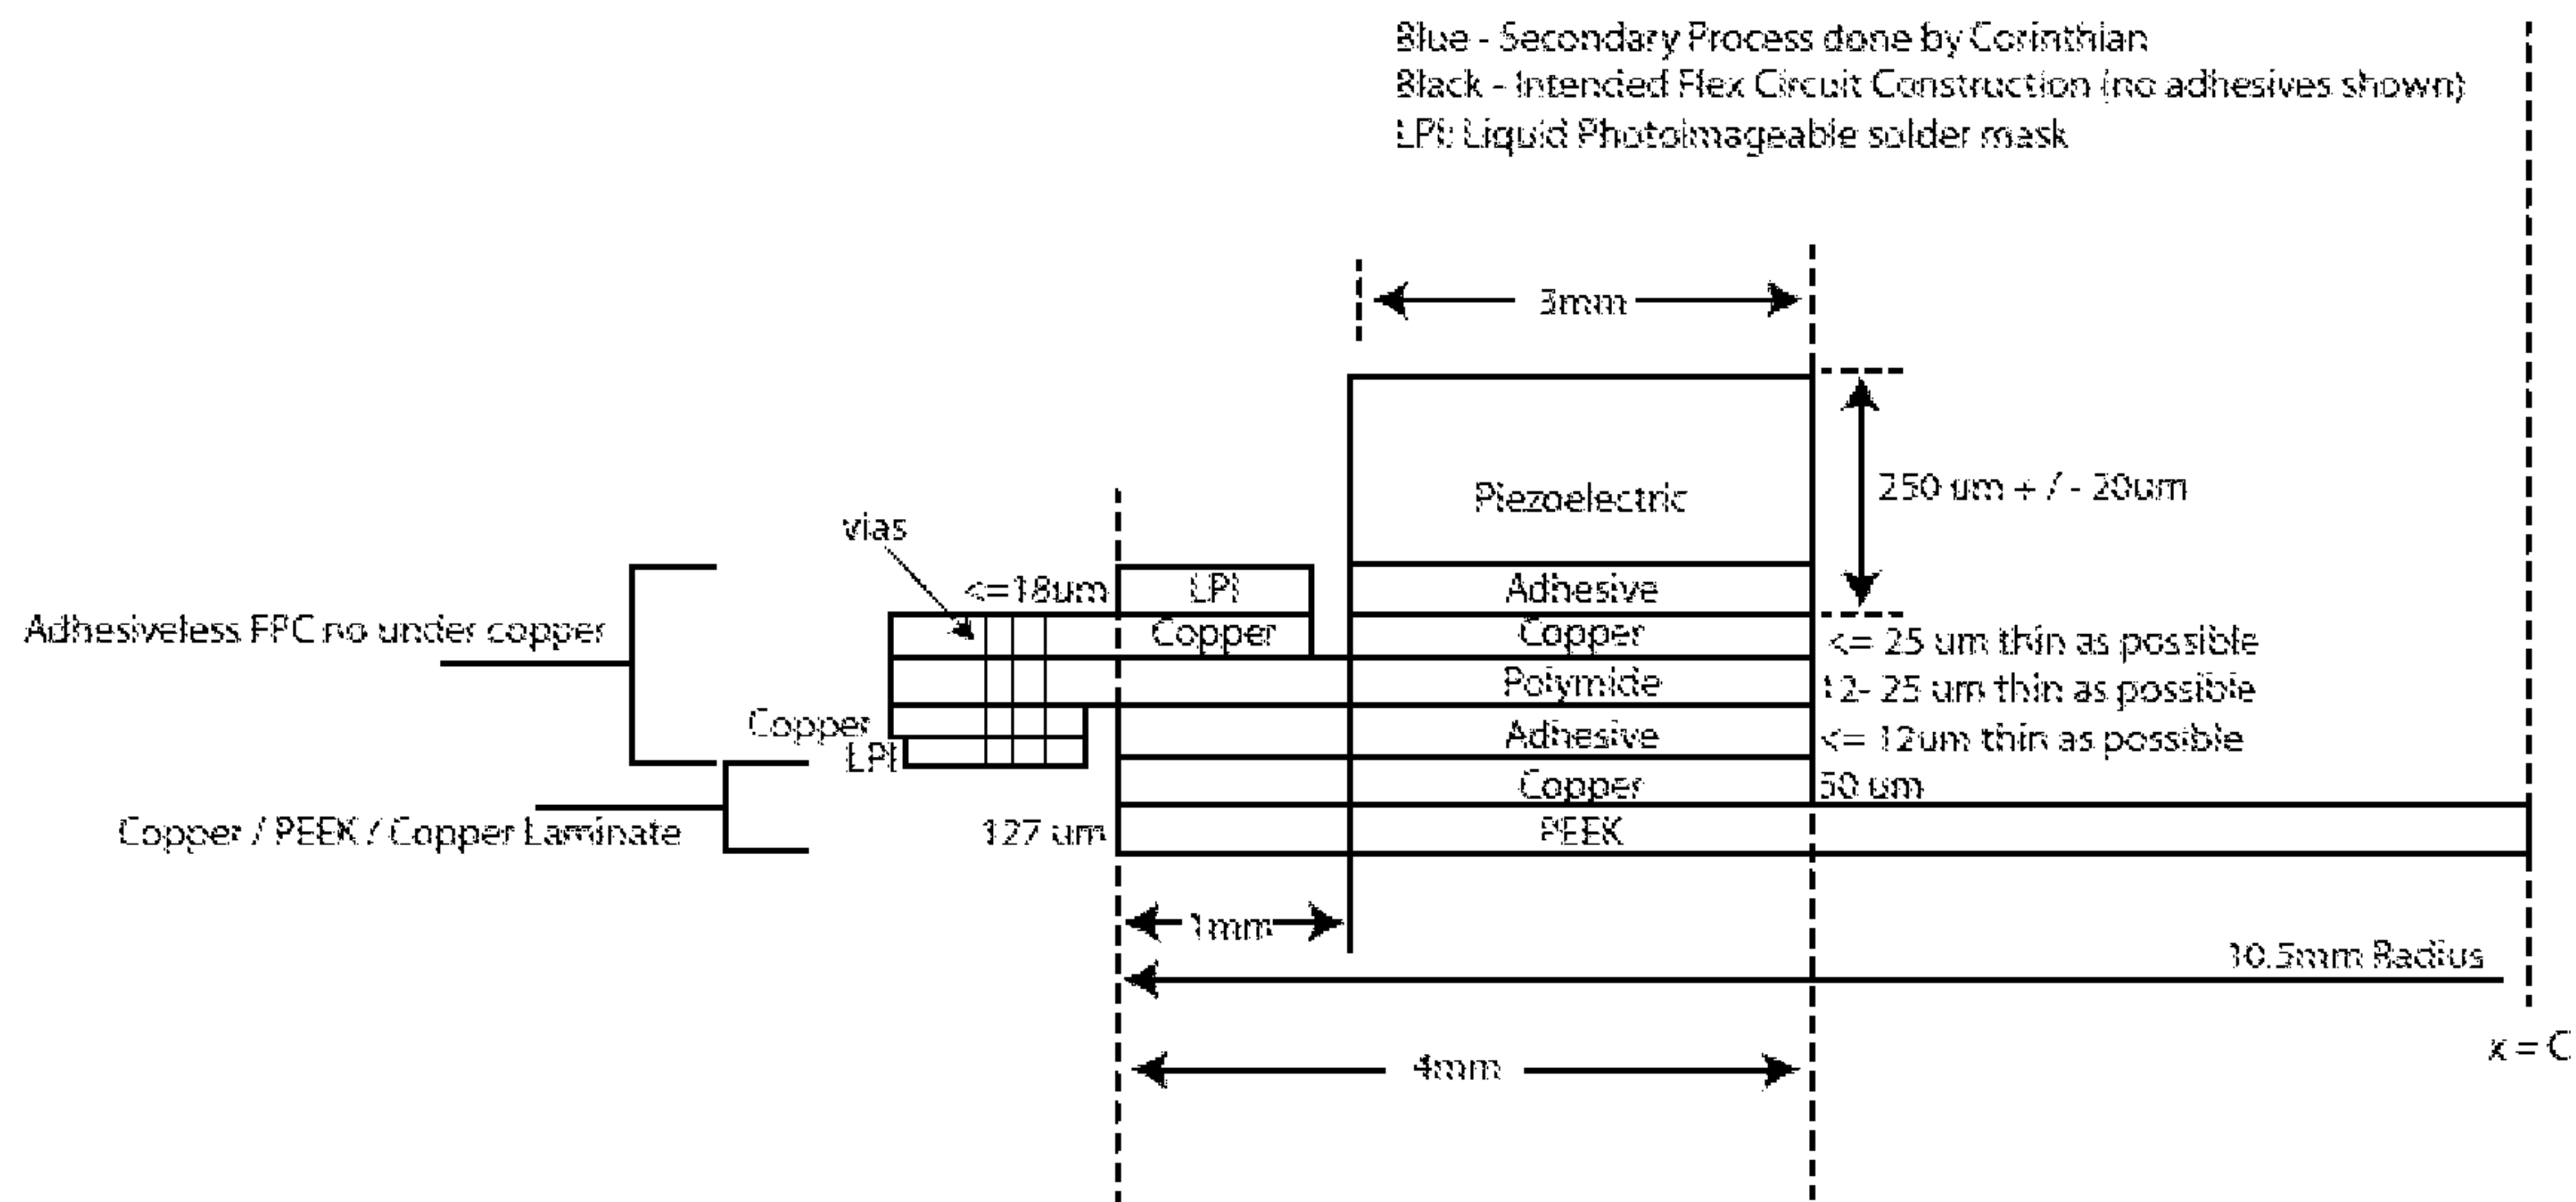 Blue - Secondary Process done by Corinthian
Black - Intended Flex Circuit Construction (no adhesives shown)
LPI: Liquid Photoimageable solder mask
3mm
Piezoelectric
250 um + / - 20um
vias
<=18um
LPI
Adhesive
Adhesiveless FPC no under copper
Copper
Copper
<= 25 um thin as possible
Polymide
12- 25 um thin as possible
Copper
Adhesive
<= 12um thin as possible
LPI
Copper
50 um
Copper / PEEK / Copper Laminate
127 um
PEEK
1mm
10.5mm Radius
x =
4mm